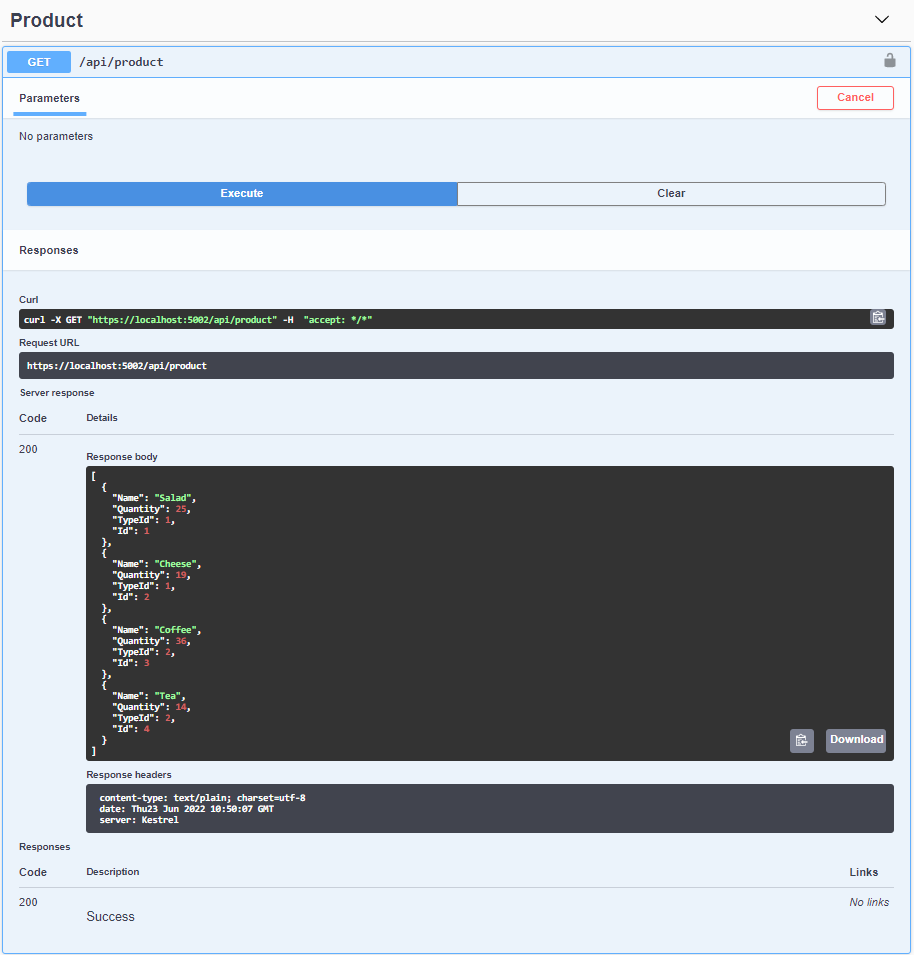 Product
GET /api/product
Parameters Cancel
No parameters
Execute Clear
Responses
Curl
curl -X GET "https://localhost:5002/api/product" -H  "accept: */*"
Request URL
https://localhost:5002/api/product
Server response
Code Details
200
Response body
[
  {
    "Name": "Salad",
    "Quantity": 25,
    "TypeId": 1,
    "Id": 1
  },
  {
    "Name": "Cheese",
    "Quantity": 19,
    "TypeId": 1,
    "Id": 2
  },
  {
    "Name": "Coffee",
    "Quantity": 36,
    "TypeId": 2,
    "Id": 3
  },
  {
    "Name": "Tea",
    "Quantity": 14,
    "TypeId": 2,
    "Id": 4
  }
]
Download
Response headers
content-type: text/plain; charset=utf-8
date: Thu23 Jun 2022 10:50:07 GMT
server: Kestrel
Responses
Code Description Links
200 No links
Success